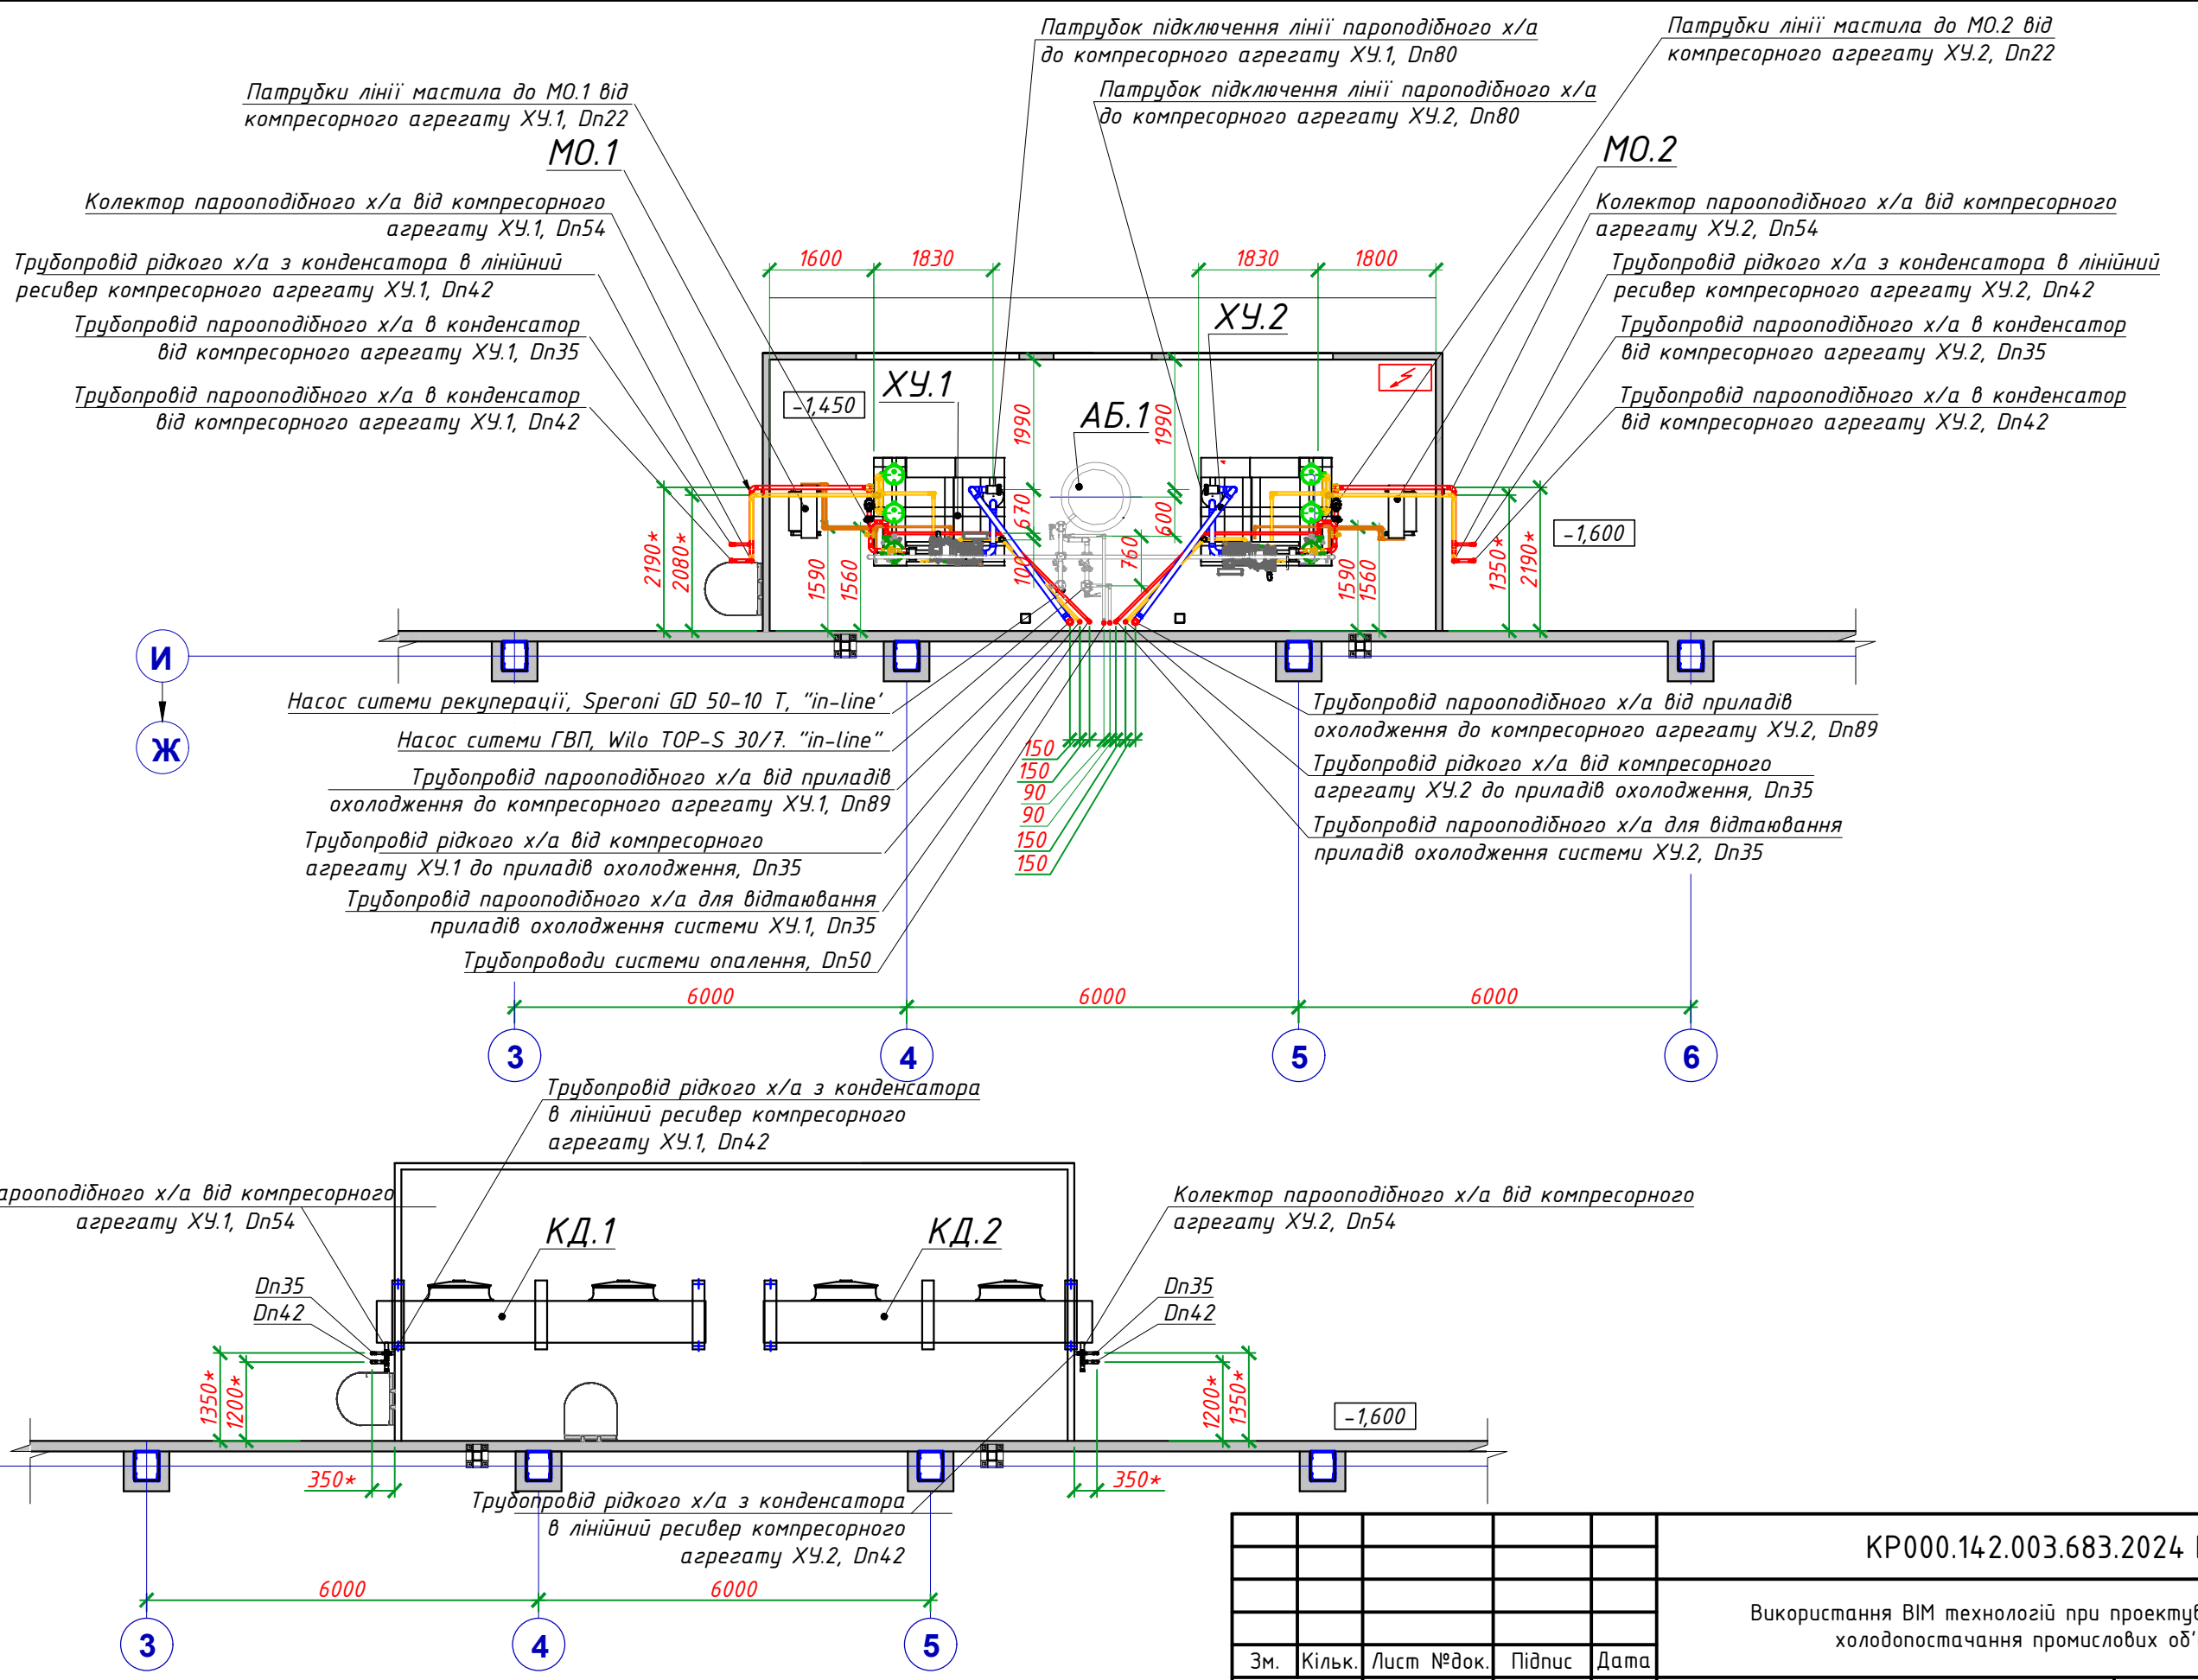 Патрубок підключення лінії пароподібного х/а
до компресорного агрегату ХУ.1, Dn80
Патрубки лінії мастила до МО.2 від
компресорного агрегату ХУ.2, Dn22
Патрубки лінії мастила до МО.1 від
компресорного агрегату ХУ.1, Dn22
Патрубок підключення лінії пароподібного х/а
до компресорного агрегату ХУ.2, Dn80
МО.1
МО.2
Колектор парооподібного х/а від компресорного
агрегату ХУ.1, Dn54
Колектор парооподібного х/а від компресорного
агрегату ХУ.2, Dn54
Трубопровід рідкого х/а з конденсатора в лінійний
ресивер компресорного агрегату ХУ.1, Dn42
1600
1830
1830
1800
Трубопровід рідкого х/а з конденсатора в лінійний
ресивер компресорного агрегату ХУ.2, Dn42
Трубопровід парооподібного х/а в конденсатор
від компресорного агрегату ХУ.1, Dn35
ХУ.2
Трубопровід парооподібного х/а в конденсатор
від компресорного агрегату ХУ.2, Dn35
Трубопровід парооподібного х/а в конденсатор
від компресорного агрегату ХУ.1, Dn42
-1,450
ХУ.1
АБ.1
1990
1990
Трубопровід парооподібного х/а в конденсатор
від компресорного агрегату ХУ.2, Dn42
670
600
760
100
2190*
2080*
1590
1560
1590
1560
1350*
2190*
-1,600
И
Ж
Насос ситеми рекуперації, Speroni GD 50-10 T, "in-line'
Насос ситеми ГВП, Wilo TOP-S 30/7. "in-line"
Трубопровід парооподібного х/а від приладів
охолодження до компресорного агрегату ХУ.1, Dn89
Трубопровід рідкого х/а від компресорного
агрегату ХУ.1 до приладів охолодження, Dn35
Трубопровід парооподібного х/а для відтаювання
приладів охолодження системи ХУ.1, Dn35
Трубопроводи системи опалення, Dn50
150
150
90
90
150
150
Трубопровід парооподібного х/а від приладів
охолодження до компресорного агрегату ХУ.2, Dn89
Трубопровід рідкого х/а від компресорного
агрегату ХУ.2 до приладів охолодження, Dn35
Трубопровід парооподібного х/а для відтаювання
приладів охолодження системи ХУ.2, Dn35
6000
6000
6000
3
4
5
6
Трубопровід рідкого х/а з конденсатора
в лінійний ресивер компресорного
агрегату ХУ.1, Dn42
арооподібного х/а від компресорного
агрегату ХУ.1, Dn54
Колектор парооподібного х/а від компресорного
агрегату ХУ.2, Dn54
КД.1
КД.2
Dn35
Dn42
Dn35
Dn42
1350*
1200*
1200*
1350*
-1,600
350*
350*
Трубопровід рідкого х/а з конденсатора
в лінійний ресивер компресорного
агрегату ХУ.2, Dn42
6000
6000
3
4
5
КР000.142.003.683.2024
Використання BIM технологій при проектув
холодопостачання промислових об'
Зм.
Кільк.
Лист
№док.
Підпис
Дата